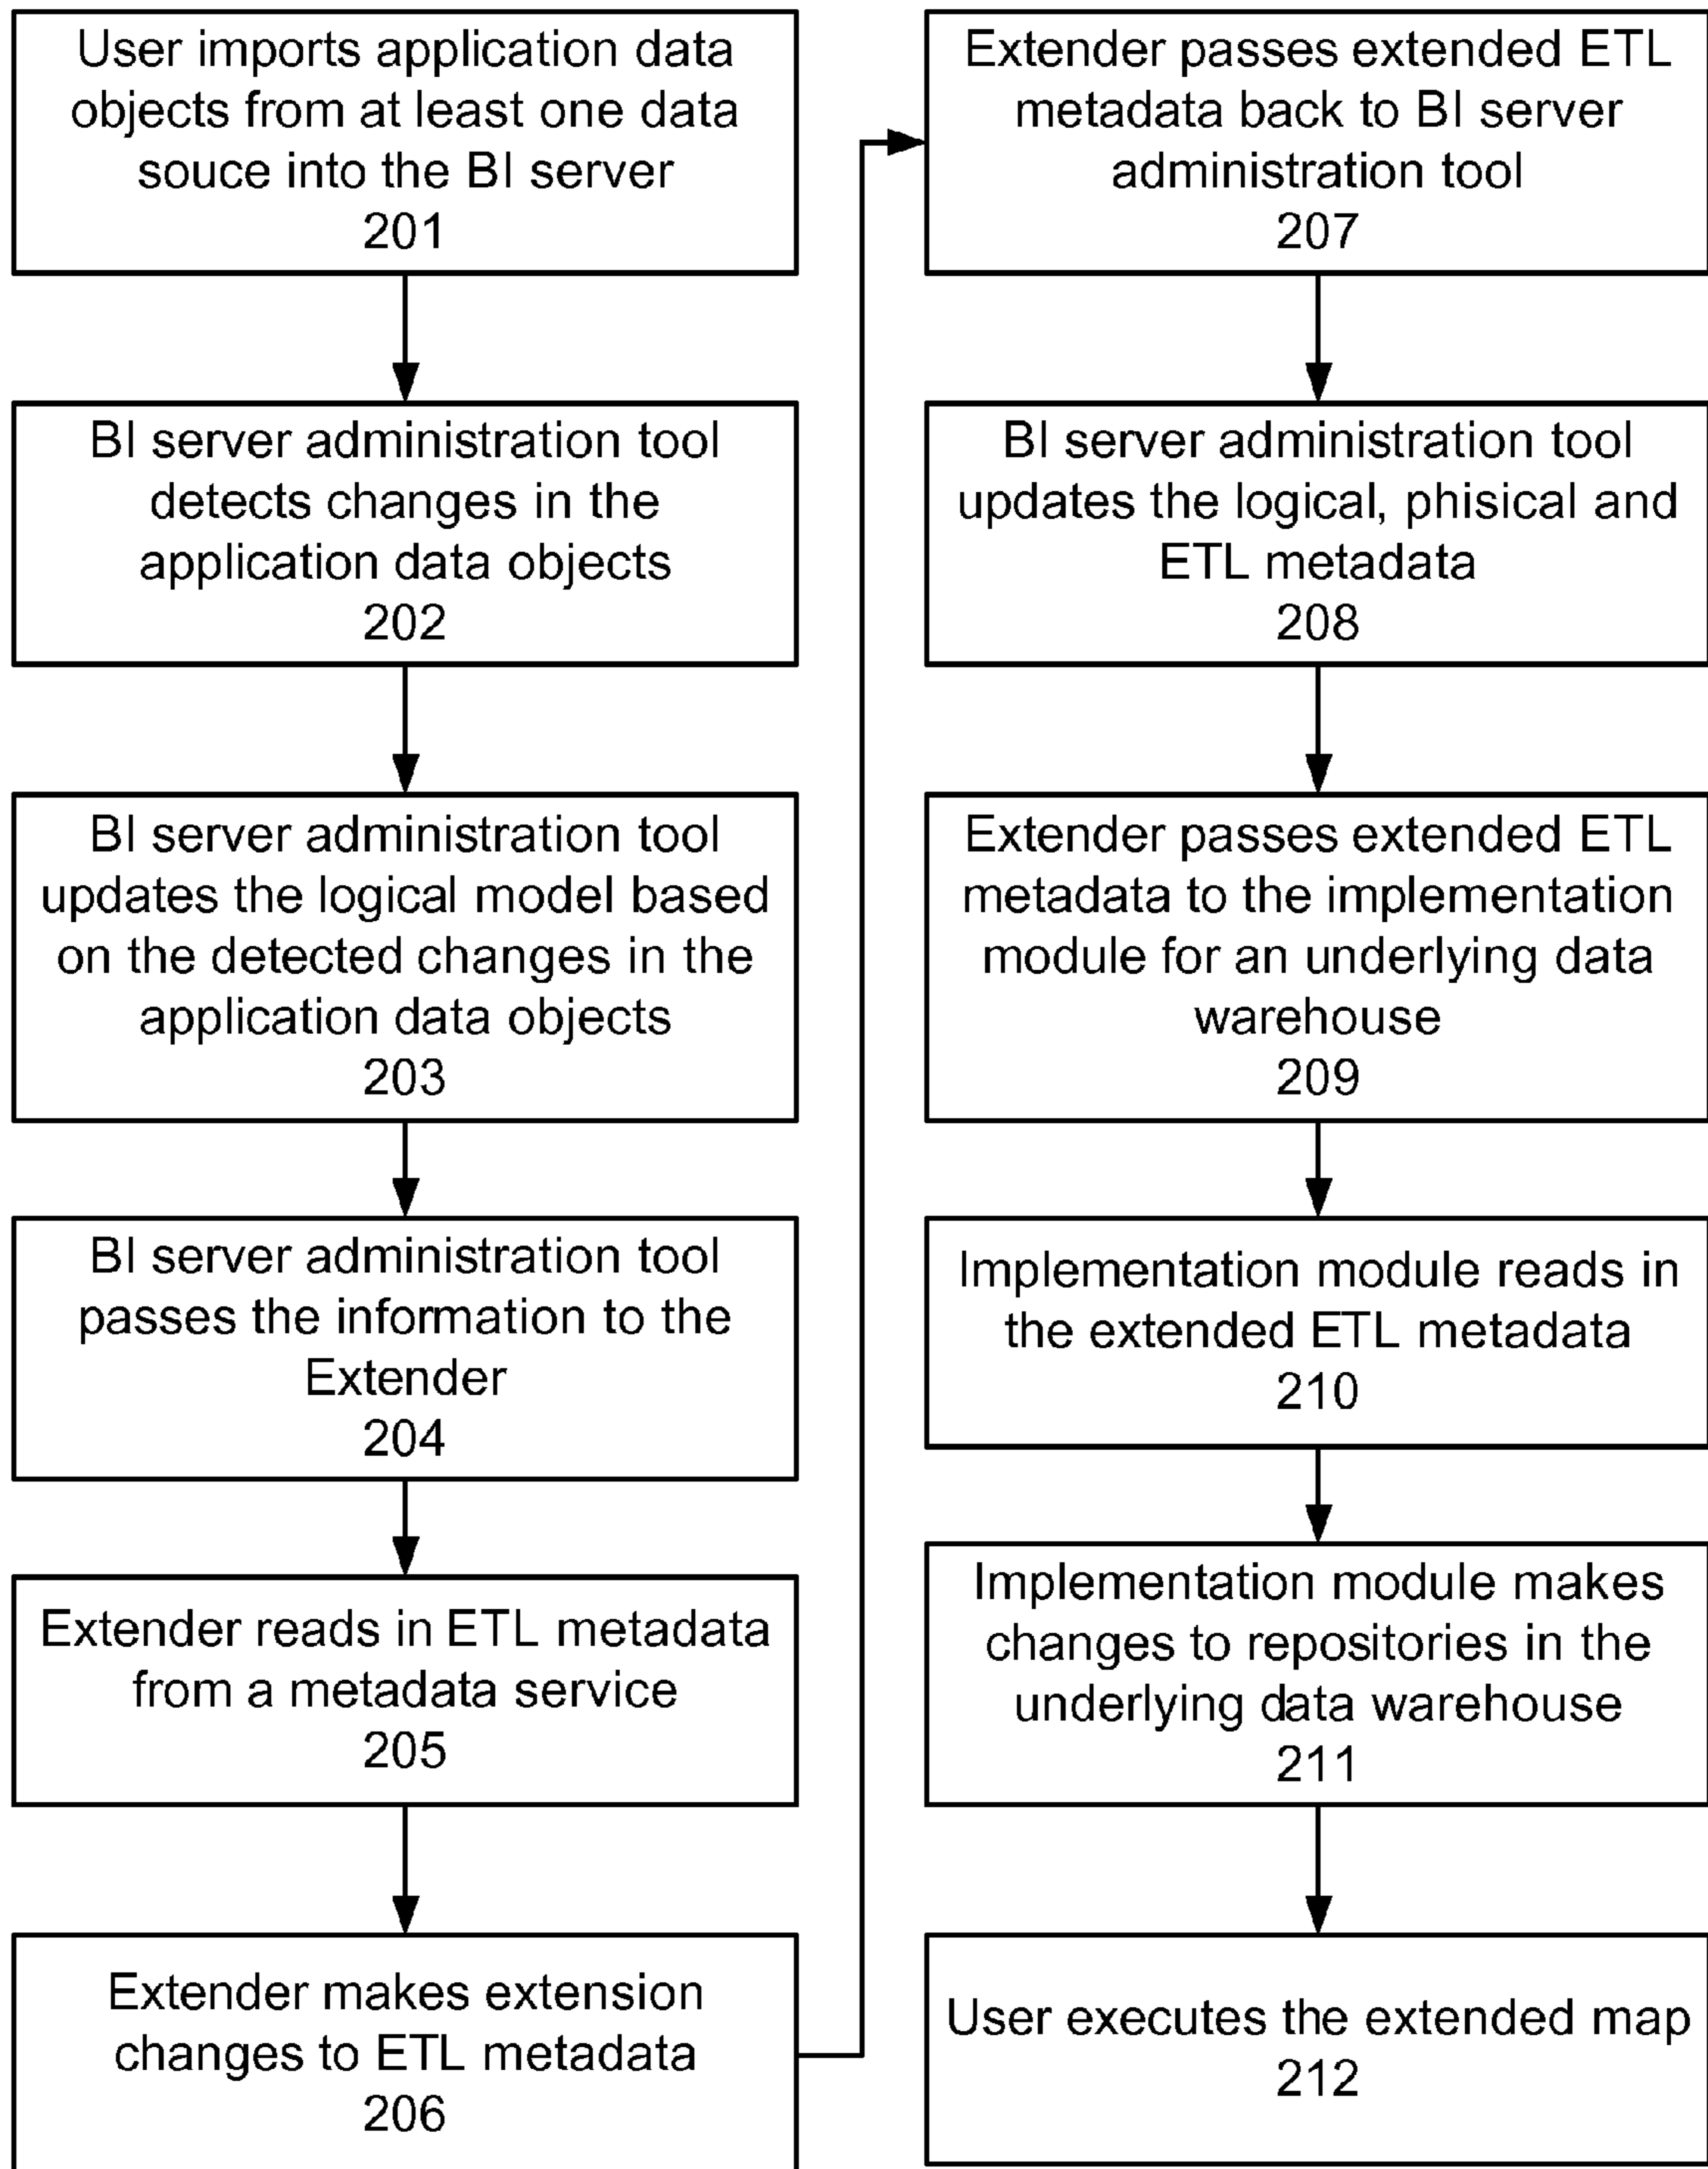 User imports application data
objects from at least one data
souce into the BI server
201
BI server administration tool
detects changes in the
application data objects
202
BI server administration tool
updates the logical model based
on the detected changes in the
application data objects
203
BI server administration tool
passes the information to the
Extender
204
Extender reads in ETL metadata
from a metadata service
205
Extender makes extension
changes to ETL metadata
206
Extender passes extended ETL
metadata back to BI server
administration tool
207
BI server administration tool
updates the logical, phisical and
ETL metadata
208
Extender passes extended ETL
metadata to the implementation
module for an underlying data
warehouse
209
Implementation module reads in
the extended ETL metadata
210
Implementation module makes
changes to repositories in the
underlying data warehouse
211
User executes the extended map
212